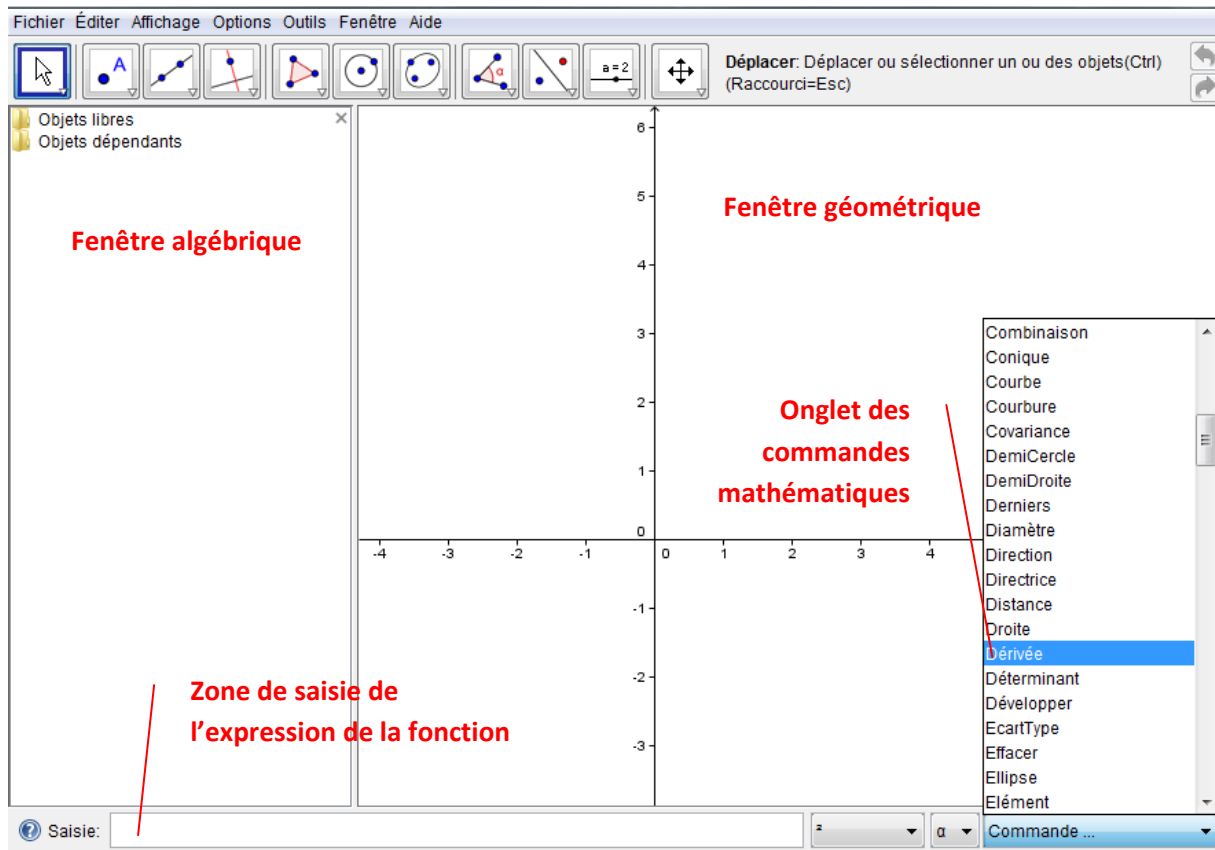 Fichier Éditer Affichage Options Outils Fenêtre Aide
A
α
a = 2
Déplacer: Déplacer ou sélectionner un ou des objets(Ctrl)
(Raccourci=Esc)
Objets libres
Objets dépendants
Fenêtre algébrique
Fenêtre géométrique
6
5
4
3
2
1
0
-1
-2
-3
-4 -3 -2 -1 0 1 2 3 4
Onglet des
commandes
mathématiques
Combinaison
Conique
Courbe
Courbure
Covariance
DemiCercle
DemiDroite
Derniers
Diamètre
Direction
Directrice
Distance
Droite
Dérivée
Déterminant
Développer
EcartType
Effacer
Ellipse
Elément
Zone de saisie de
l’expression de la fonction
Saisie:
² α Commande ...